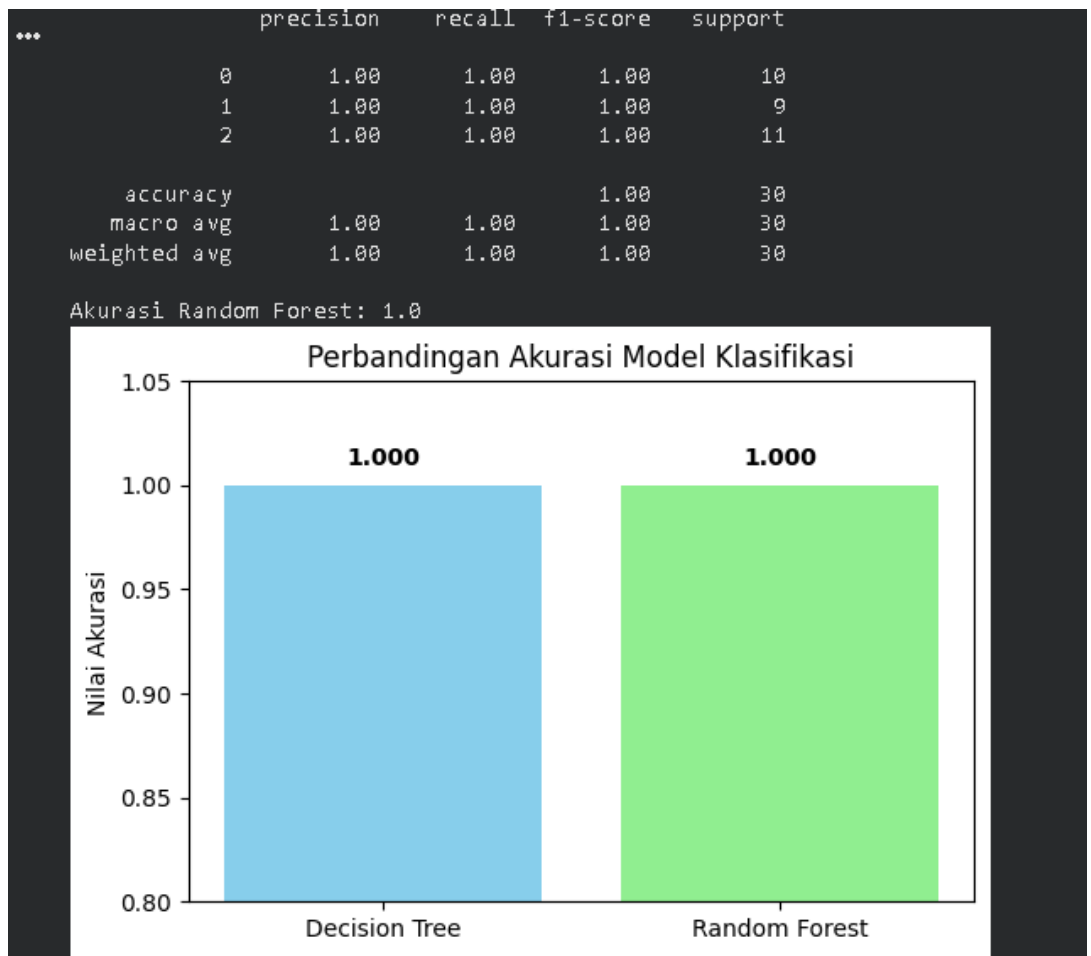 precision recall f1-score support
0 1.00 1.00 1.00 10
1 1.00 1.00 1.00 9
2 1.00 1.00 1.00 11
accuracy 1.00 30
macro avg 1.00 1.00 1.00 30
weighted avg 1.00 1.00 1.00 30
Akurasi Random Forest: 1.0
Perbandingan Akurasi Model Klasifikasi
1.05
1.000 1.000
1.00
0.95
Nilai Akurasi
0.90
0.85
0.80
Decision Tree Random Forest